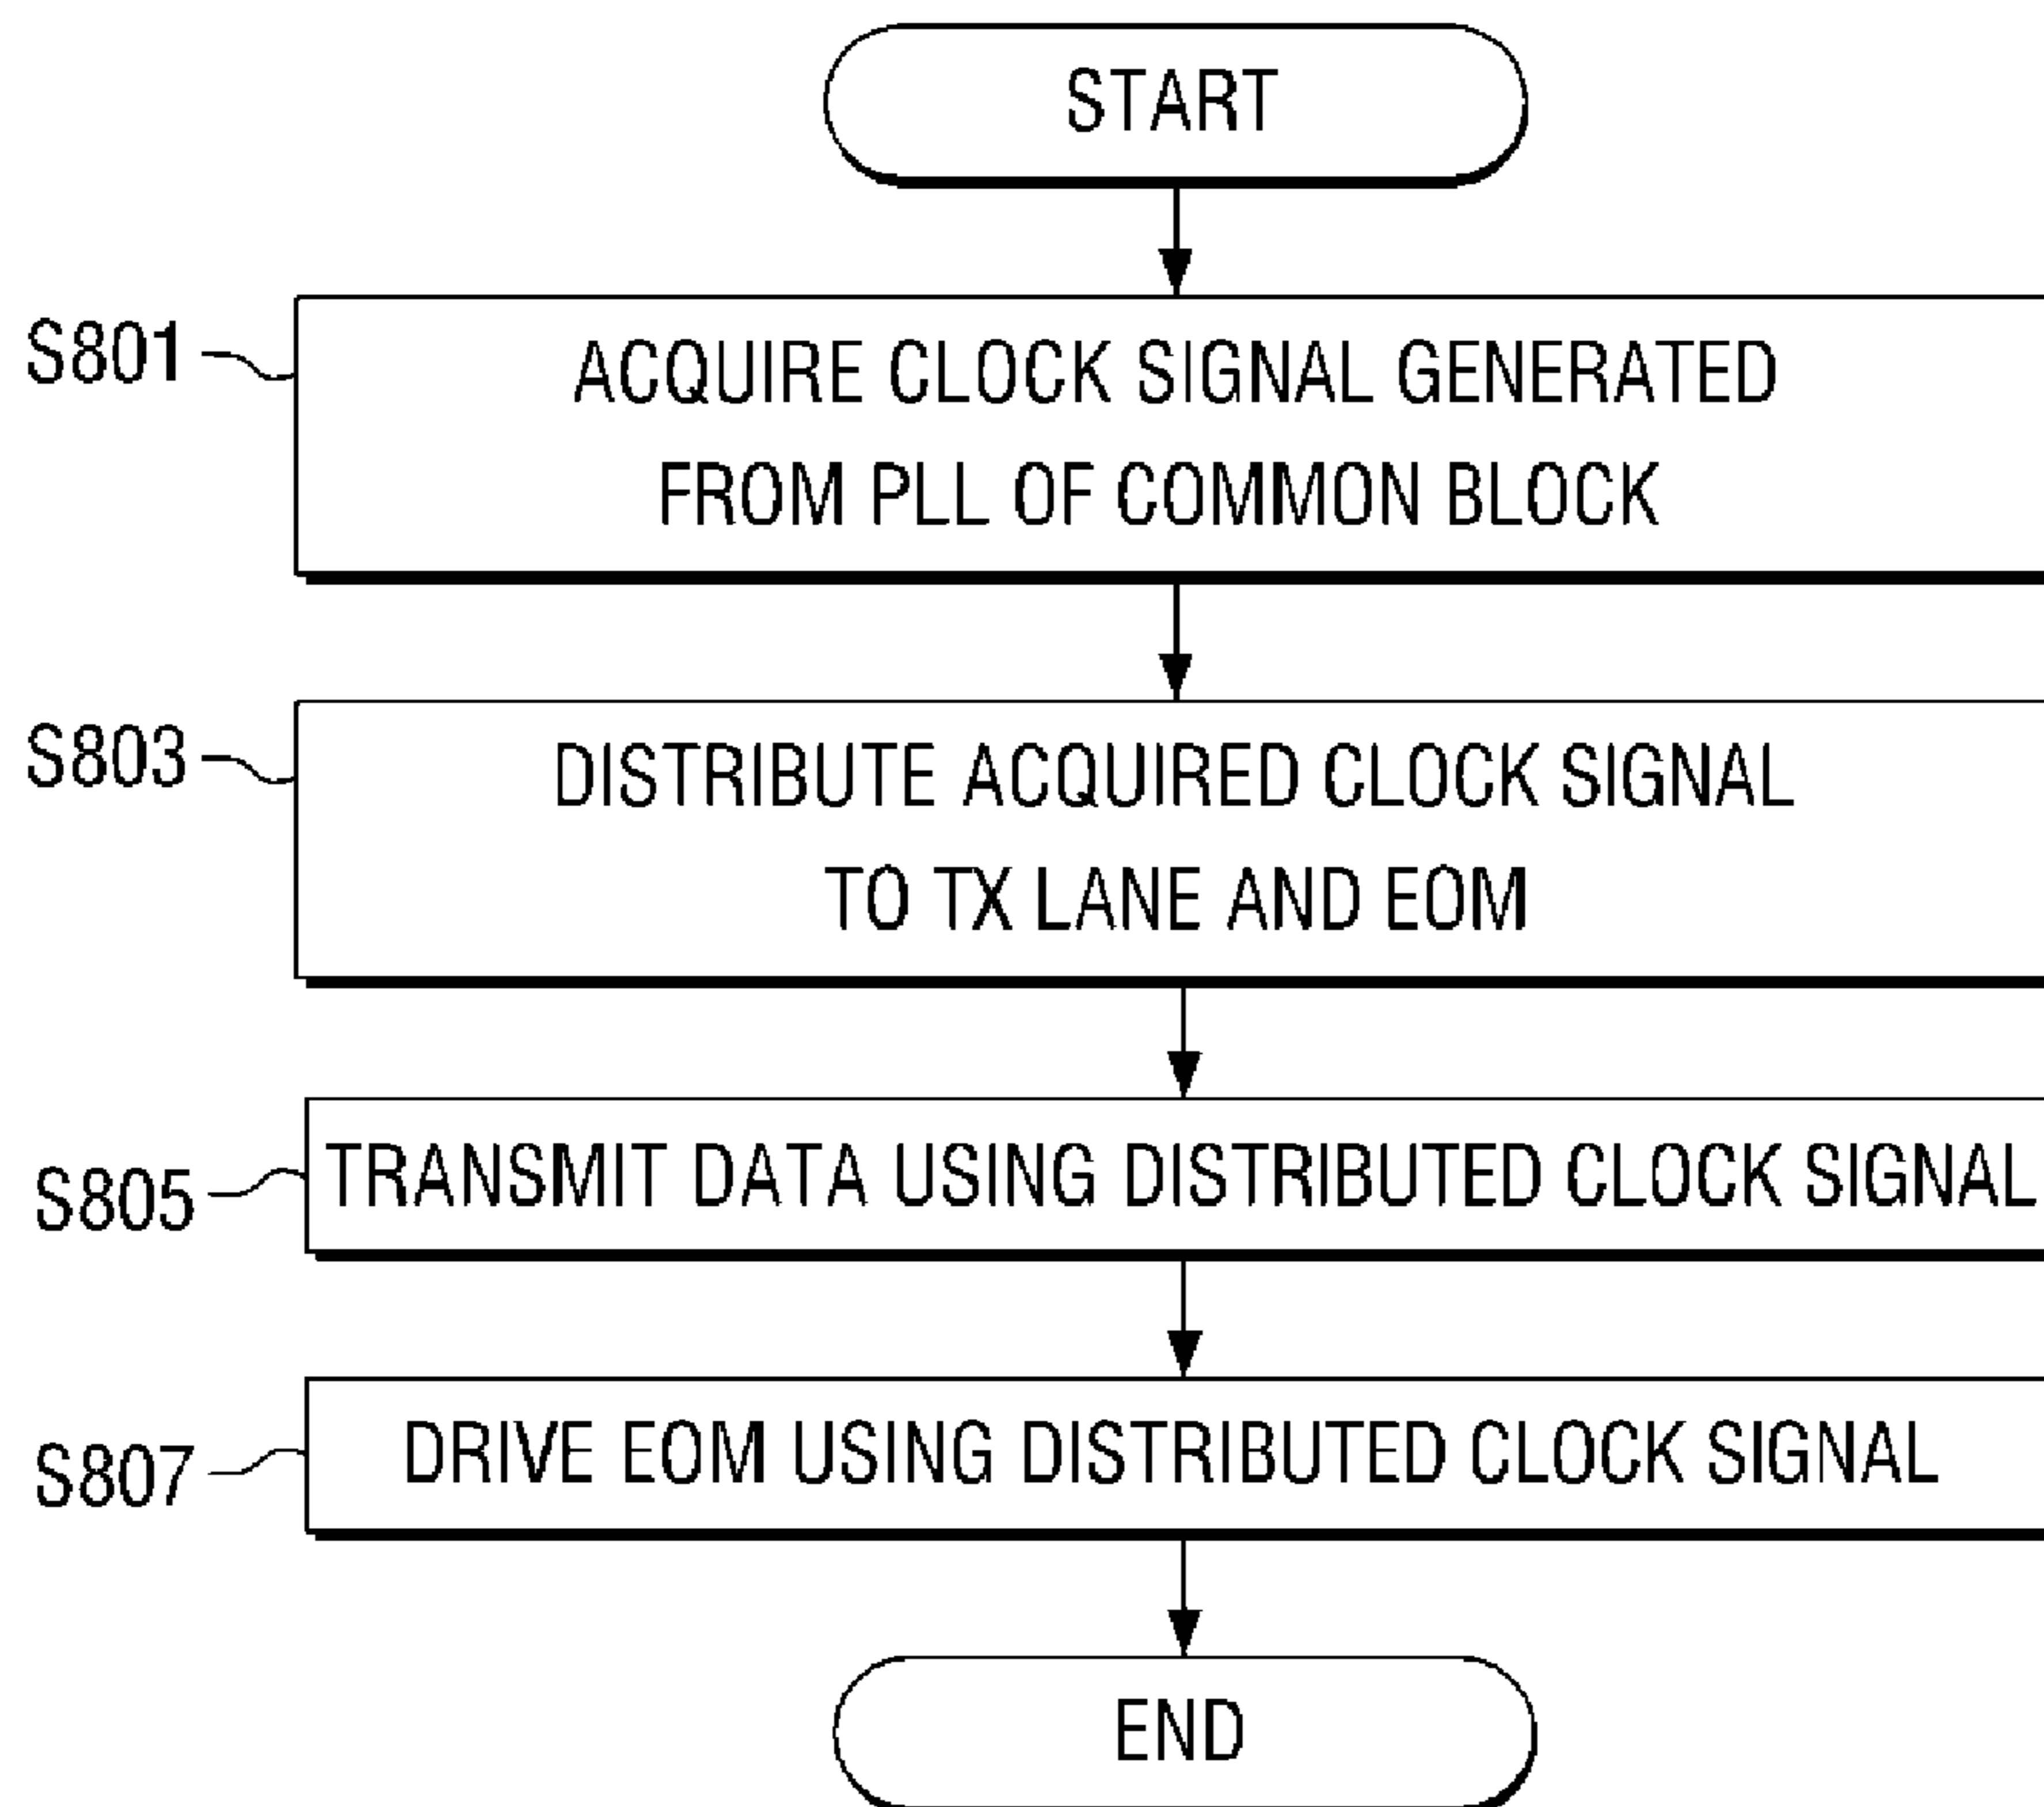 START
S801
ACQUIRE CLOCK SIGNAL GENERATED
FROM PLL OF COMMON BLOCK
S803
DISTRIBUTE ACQUIRED CLOCK SIGNAL
TO TX LANE AND EOM
S805
TRANSMIT DATA USING DISTRIBUTED CLOCK SIGNAL
S807
DRIVE EOM USING DISTRIBUTED CLOCK SIGNAL
END